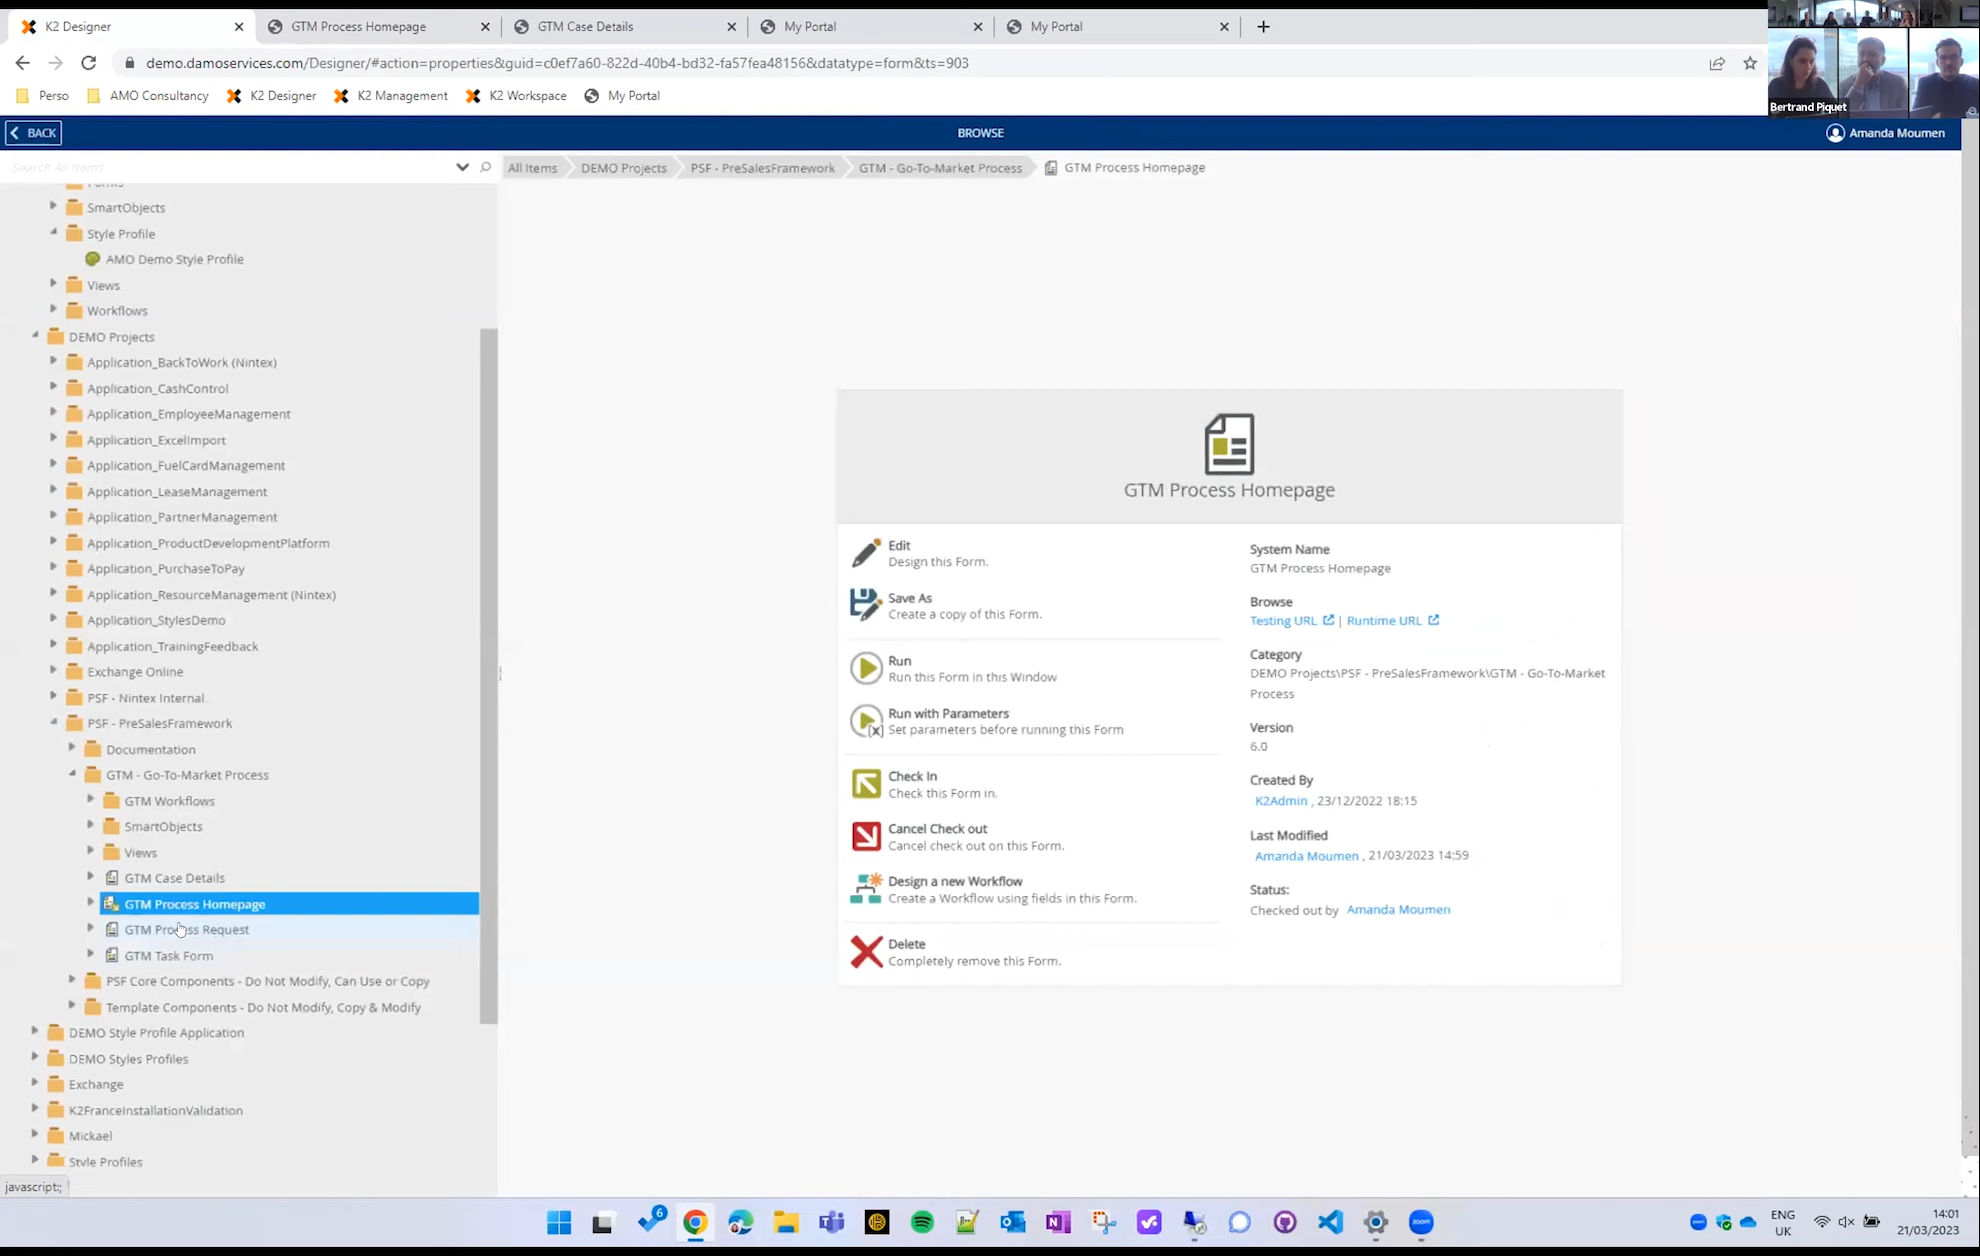 K2 Designer
GTM Process Homepage
GTM Case Details
My Portal
My Portal
demo.damoservices.com/Designer/#action=properties&guid=c0ef7a60-822d-40b4-bd32-fa57fea48156&datatype=form&ts=903
Perso
AMO Consultancy
K2 Designer
K2 Management
K2 Workspace
My Portal
Bertrand Piquet
BACK
BROWSE
Amanda Moumen
Search All Items
All Items
DEMO Projects
PSF - PreSalesFramework
GTM - Go-To-Market Process
GTM Process Homepage
Forms
SmartObjects
Style Profile
AMO Demo Style Profile
Views
Workflows
DEMO Projects
Application_BackToWork (Nintex)
Application_CashControl
Application_EmployeeManagement
Application_ExcelImport
Application_FuelCardManagement
Application_LeaseManagement
Application_PartnerManagement
Application_ProductDevelopmentPlatform
Application_PurchaseToPay
Application_ResourceManagement (Nintex)
Application_StylesDemo
Application_TrainingFeedback
Exchange Online
PSF - Nintex Internal
PSF - PreSalesFramework
Documentation
GTM - Go-To-Market Process
GTM Workflows
SmartObjects
Views
GTM Case Details
GTM Process Homepage
GTM Process Request
GTM Task Form
PSF Core Components - Do Not Modify, Can Use or Copy
Template Components - Do Not Modify, Copy & Modify
DEMO Style Profile Application
DEMO Styles Profiles
Exchange
K2FranceInstallationValidation
Mickael
Style Profiles
javascript:;
GTM Process Homepage
Edit
Design this Form.
Save As
Create a copy of this Form.
Run
Run this Form in this Window
Run with Parameters
Set parameters before running this Form
Check In
Check this Form in.
Cancel Check out
Cancel check out on this Form.
Design a new Workflow
Create a Workflow using fields in this Form.
Delete
Completely remove this Form.
System Name
GTM Process Homepage
Browse
Testing URL | Runtime URL
Category
DEMO Projects\PSF - PreSalesFramework\GTM - Go-To-Market
Process
Version
6.0
Created By
K2Admin , 23/12/2022 18:15
Last Modified
Amanda Moumen , 21/03/2023 14:59
Status:
Checked out by Amanda Moumen
6
zoom
ENG
UK
14:01
21/03/2023